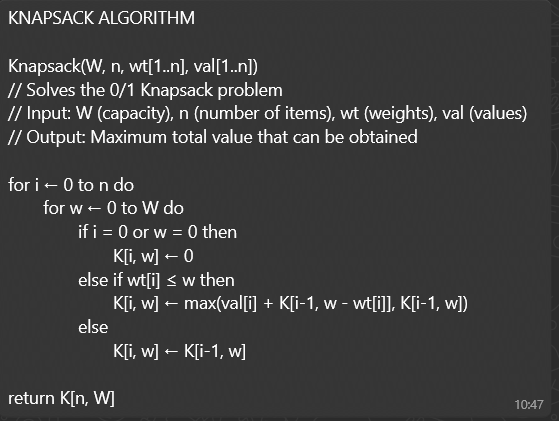 KNAPSACK ALGORITHM

Knapsack(W, n, wt[1..n], val[1..n])
// Solves the 0/1 Knapsack problem
// Input: W (capacity), n (number of items), wt (weights), val (values)
// Output: Maximum total value that can be obtained

for i ← 0 to n do
    for w ← 0 to W do
        if i = 0 or w = 0 then
            K[i, w] ← 0
        else if wt[i] ≤ w then
            K[i, w] ← max(val[i] + K[i-1, w - wt[i]], K[i-1, w])
        else
            K[i, w] ← K[i-1, w]

return K[n, W]
10:47